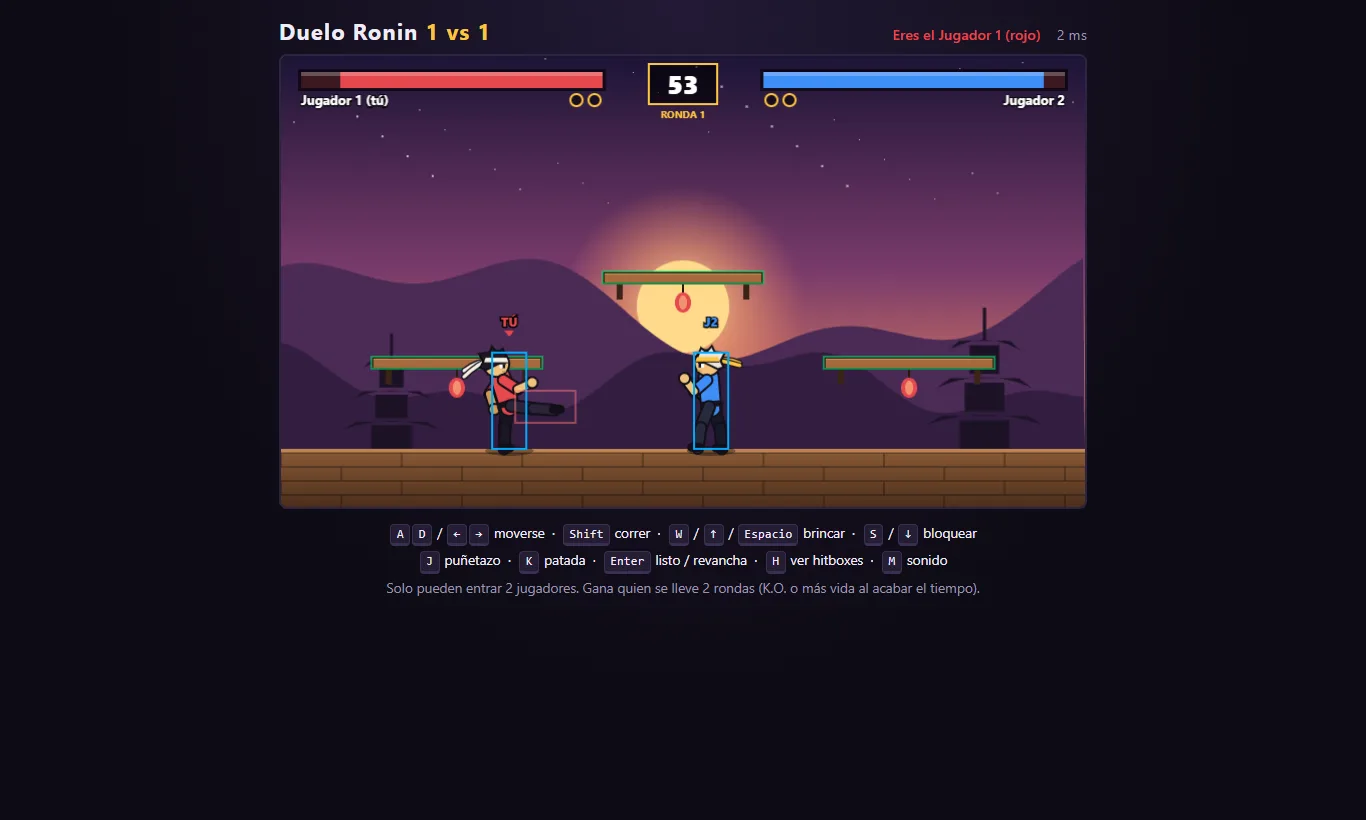 Duelo Ronin 1 vs 1
Eres el Jugador 1 (rojo) 2 ms
53
Jugador 1 (tú)
Jugador 2
RONDA 1
TÚ
J2
A D / ← → moverse · Shift correr · W / ↑ / Espacio brincar · S / ↓ bloquear
J puñetazo · K patada · Enter listo / revancha · H ver hitboxes · M sonido
Solo pueden entrar 2 jugadores. Gana quien se lleve 2 rondas (K.O. o más vida al acabar el tiempo).